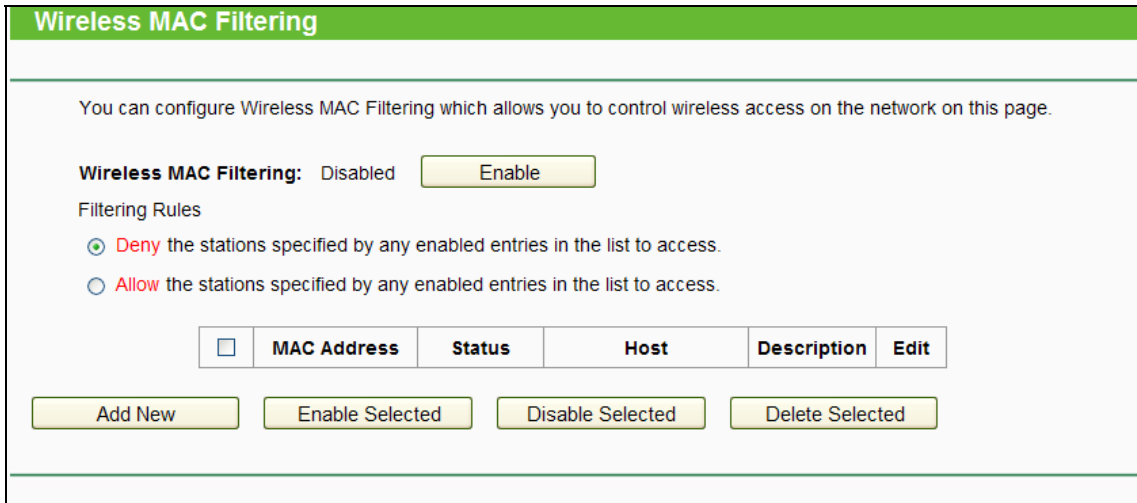 Wireless MAC Filtering
You can configure Wireless MAC Filtering which allows you to control wireless access on the network on this page.
Wireless MAC Filtering: Disabled Enable
Filtering Rules
Deny the stations specified by any enabled entries in the list to access.
Allow the stations specified by any enabled entries in the list to access.
MAC Address Status Host Description Edit
Add New Enable Selected Disable Selected Delete Selected